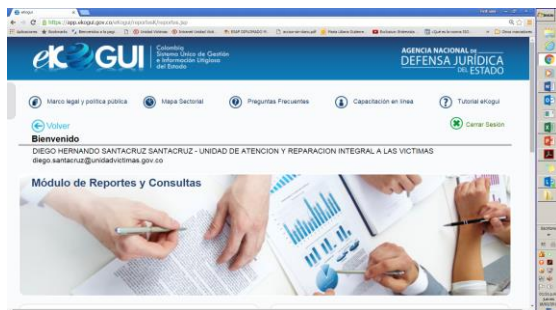 ekogui
https://app.ekogui.gov.co/ekogui/reportesK/reportes.jsp
Aplicaciones
eKOGUI
Colombia
Sistema Único de Gestión
e Información Litigiosa
del Estado
AGENCIA NACIONAL DE
DEFENSA JURÍDICA
DEL ESTADO
Marco legal y política pública
Mapa Sectorial
Preguntas Frecuentes
Capacitación en línea
Tutorial eKogui
Volver
Cerrar Sesión
Bienvenido
DIEGO HERNANDO SANTACRUZ SANTACRUZ - UNIDAD DE ATENCION Y REPARACION INTEGRAL A LAS VICTIMAS
diego.santacruz@unidadvictimas.gov.co
Módulo de Reportes y Consultas